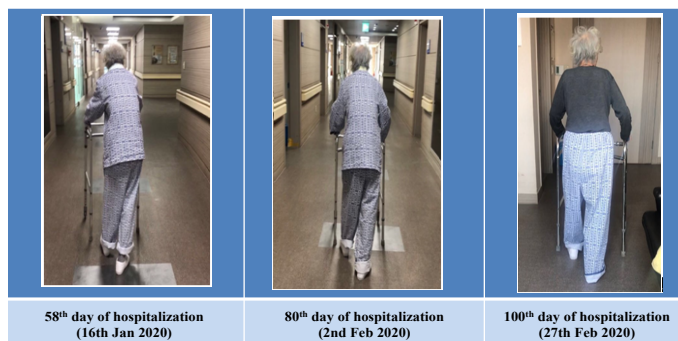 58th day of hospitalization
(16th Jan 2020)
80th day of hospitalization
(2nd Feb 2020)
100th day of hospitalization
(27th Feb 2020)